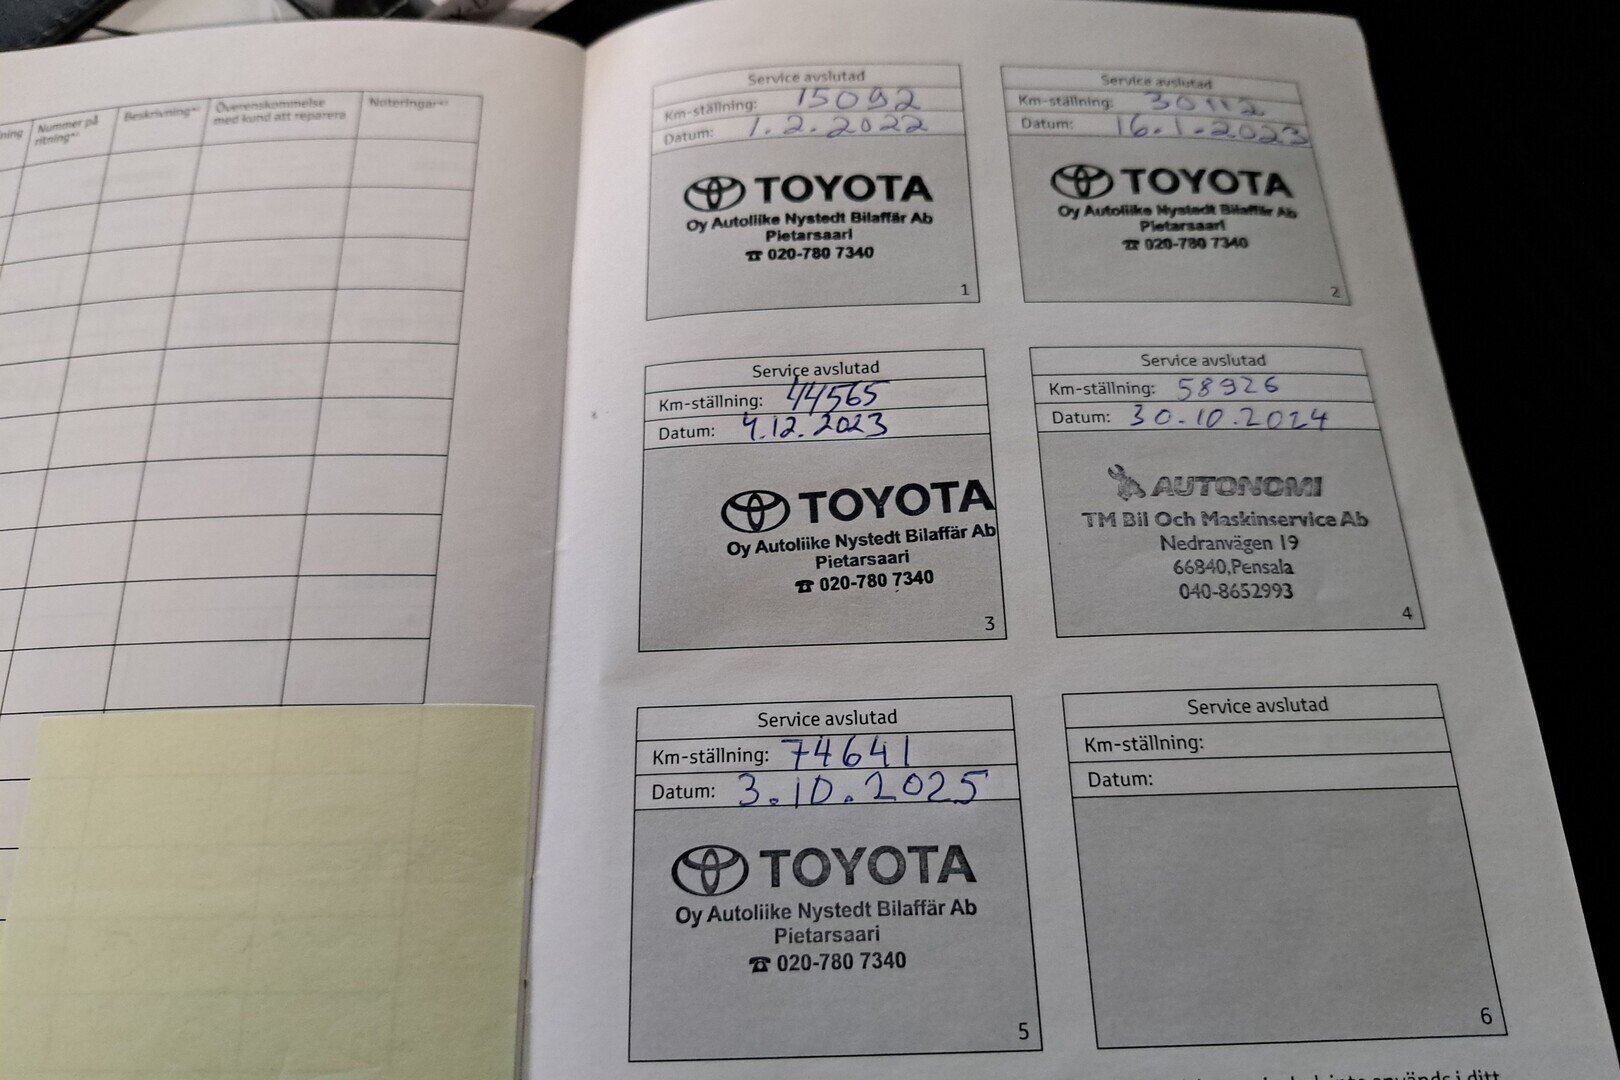 Nummer på
ritning
Beskrivning
Överenskommelse
med kund att reparera
Noteringar
Service avslutad
Km-ställning: 15092
Datum: 1.2.2022
TOYOTA
Oy Autoliike Nystedt Bilaffär Ab
Pietarsaari
☎ 020-780 7340
1
Service avslutad
Km-ställning: 30112
Datum: 16.1.2023
TOYOTA
Oy Autoliike Nystedt Bilaffär Ab
Pietarsaari
☎ 020-780 7340
2
Service avslutad
Km-ställning: 44565
Datum: 4.12.2023
TOYOTA
Oy Autoliike Nystedt Bilaffär Ab
Pietarsaari
☎ 020-780 7340
3
Service avslutad
Km-ställning: 58926
Datum: 30.10.2024
AUTONOMI
TM Bil Och Maskinservice Ab
Nedranvägen 19
66840,Pensala
040-8652993
4
Service avslutad
Km-ställning: 74641
Datum: 3.10.2025
TOYOTA
Oy Autoliike Nystedt Bilaffär Ab
Pietarsaari
☎ 020-780 7340
5
Service avslutad
Km-ställning:
Datum:
6
används i ditt